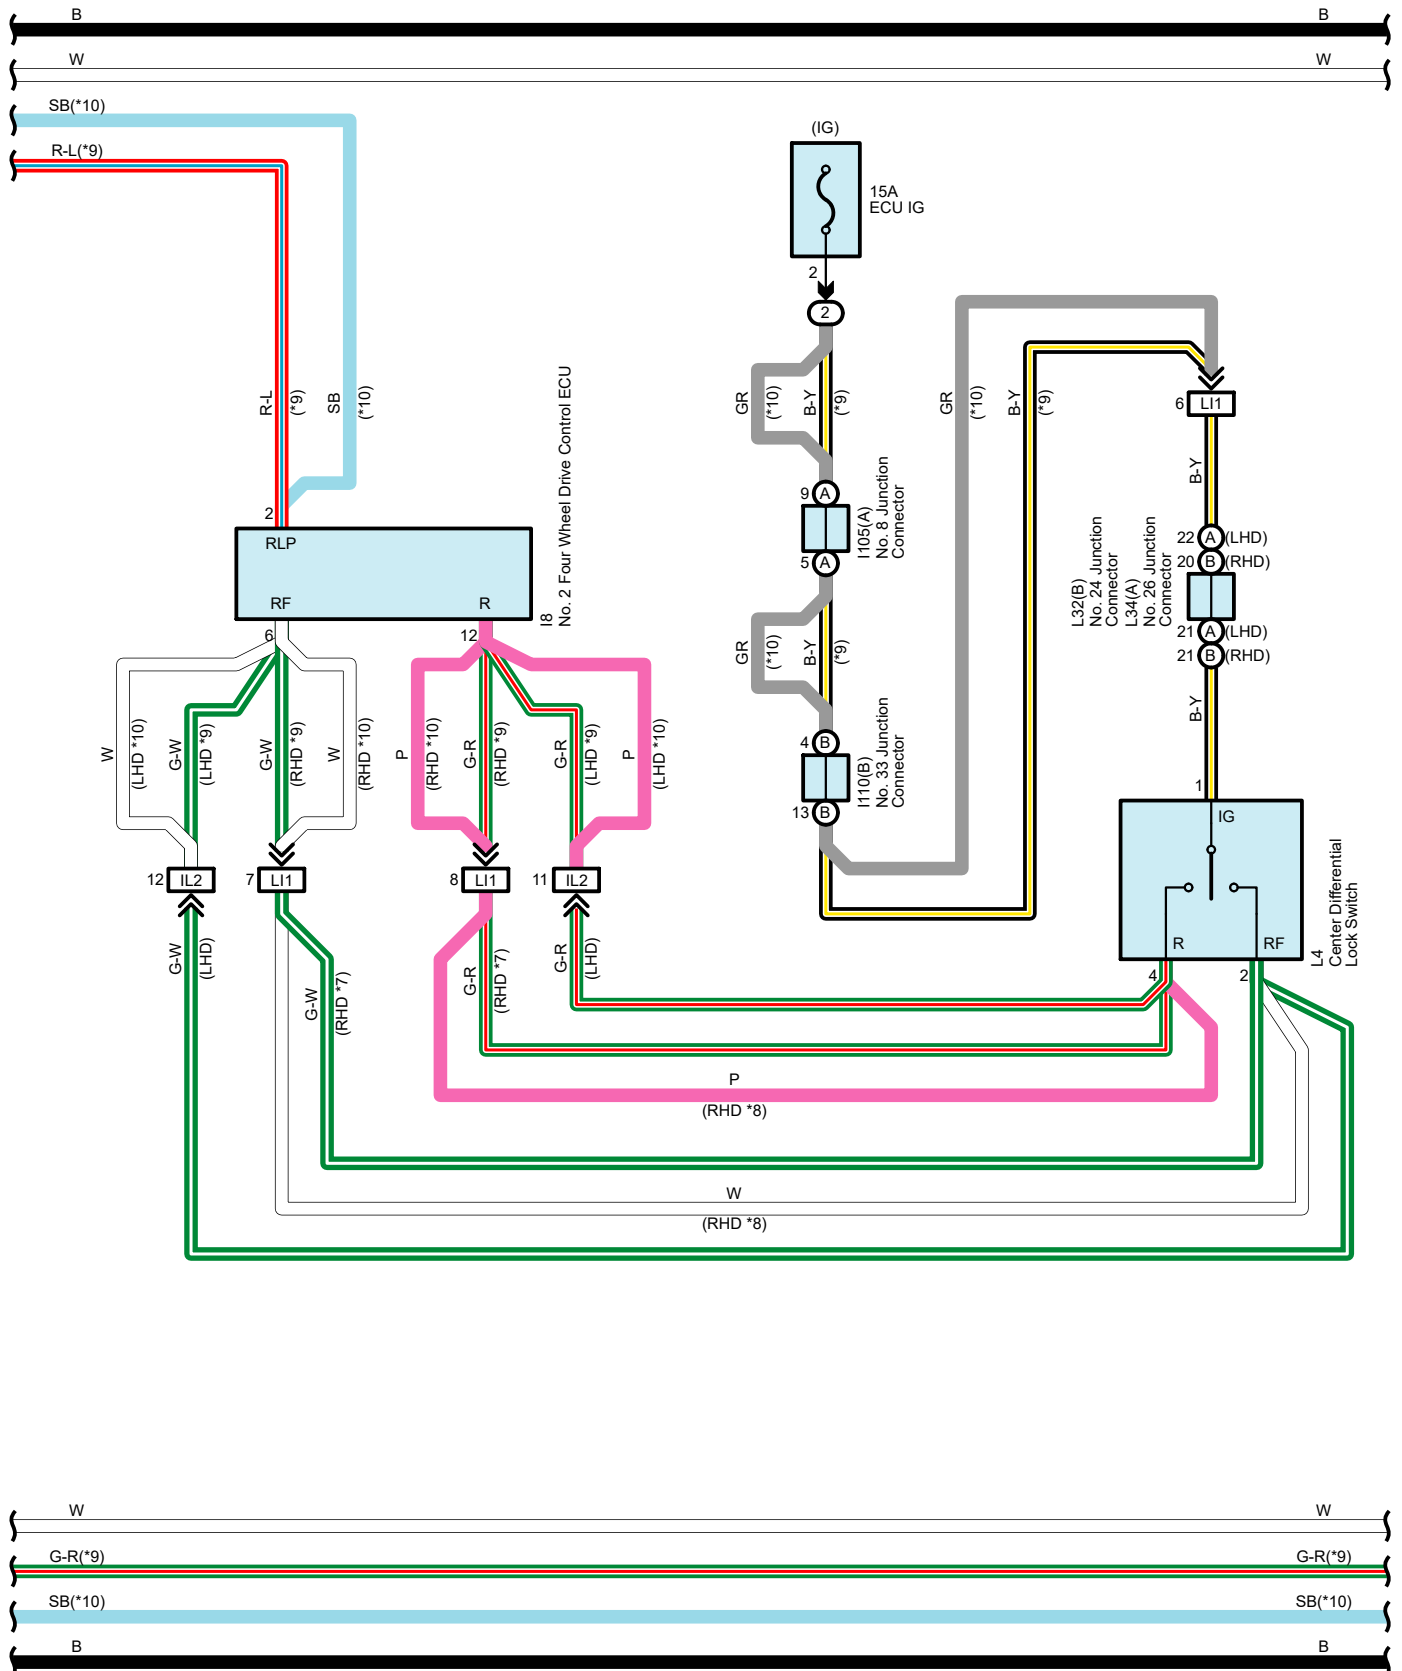 B
B
W
W
SB(*10)
R-L(*9)
(IG)
15A
ECU IG
2
2
R-L
(*9)
SB
(*10)
GR
(*10)
B-Y
(*9)
GR
(*10)
B-Y
(*9)
6
LI1
B-Y
9
A
I105(A)
No. 8 Junction
Connector
5
A
2
RLP
RF
R
I8
No. 2 Four Wheel Drive Control ECU
6
12
22
A
(LHD)
20
B
(RHD)
L32(B)
No. 24 Junction
Connector
L34(A)
No. 26 Junction
Connector
21
A
(LHD)
21
B
(RHD)
GR
(*10)
B-Y
(*9)
B-Y
W
(LHD *10)
G-W
(LHD *9)
G-W
(RHD *9)
W
(RHD *10)
P
(RHD *10)
G-R
(RHD *9)
G-R
(LHD *9)
P
(LHD *10)
4
B
I110(B)
No. 33 Junction
Connector
13
B
1
IG
R
RF
L4
Center Differential
Lock Switch
12
IL2
7
LI1
8
LI1
11
IL2
4
2
G-W
(LHD)
G-W
(RHD *7)
G-R
(RHD *7)
G-R
(LHD)
P
(RHD *8)
W
(RHD *8)
W
W
G-R(*9)
G-R(*9)
SB(*10)
SB(*10)
B
B